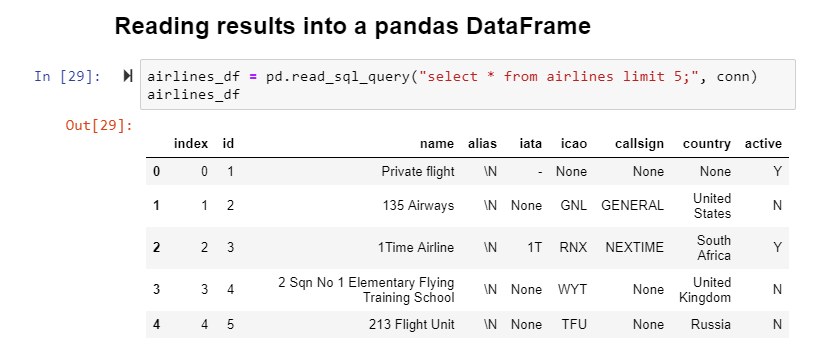 Reading results into a pandas DataFrame
In [29]: airlines_df = pd.read_sql_query("select * from airlines limit 5;", conn)
airlines_df
Out[29]:
index id name alias iata icao callsign country active
0 0 1 Private flight \N - None None None Y
1 1 2 135 Airways \N None GNL GENERAL United States N
2 2 3 1Time Airline \N 1T RNX NEXTIME South Africa Y
3 3 4 2 Sqn No 1 Elementary Flying Training School \N None WYT None United Kingdom N
4 4 5 213 Flight Unit \N None TFU None Russia N